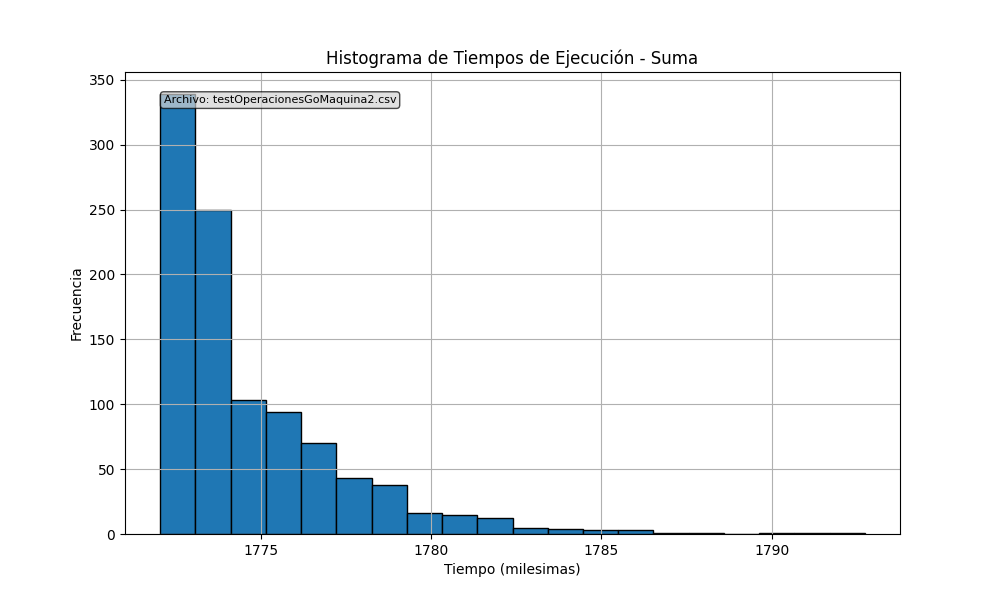 Histograma de Tiempos de Ejecución - Suma
Archivo: testOperacionesGoMaquina2.csv
350
300
250
200
150
100
50
0
Frecuencia
1775 1780 1785 1790
Tiempo (milesimas)